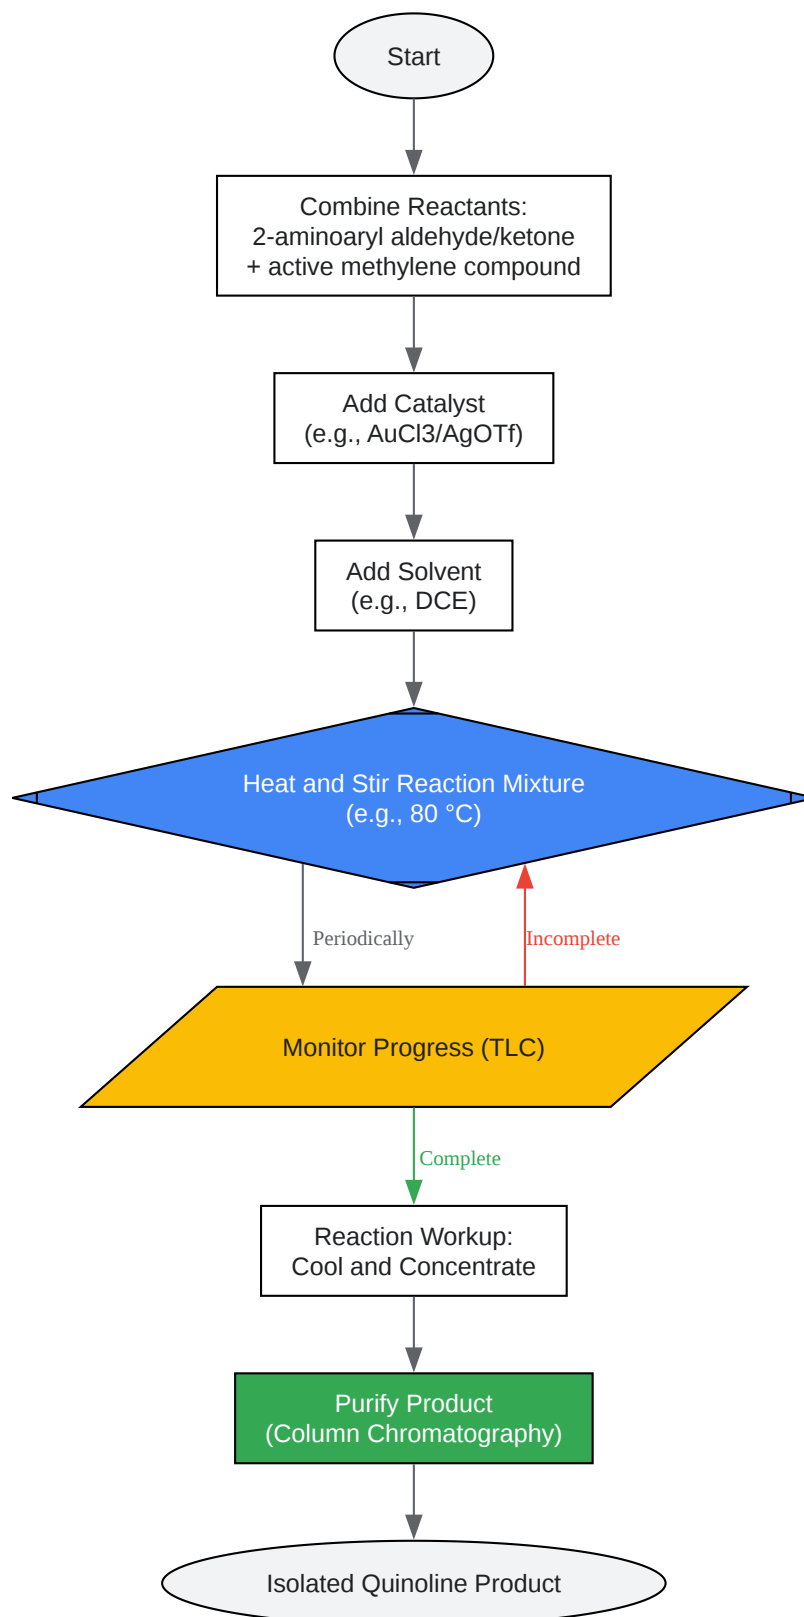 Start
Combine Reactants:
2-aminoaryl aldehyde/ketone
+ active methylene compound
Add Catalyst
(e.g., AuCl3/AgOTf)
Add Solvent
(e.g., DCE)
Heat and Stir Reaction Mixture
(e.g., 80 °C)
Periodically
Incomplete
Monitor Progress (TLC)
Complete
Reaction Workup:
Cool and Concentrate
Purify Product
(Column Chromatography)
Isolated Quinoline Product